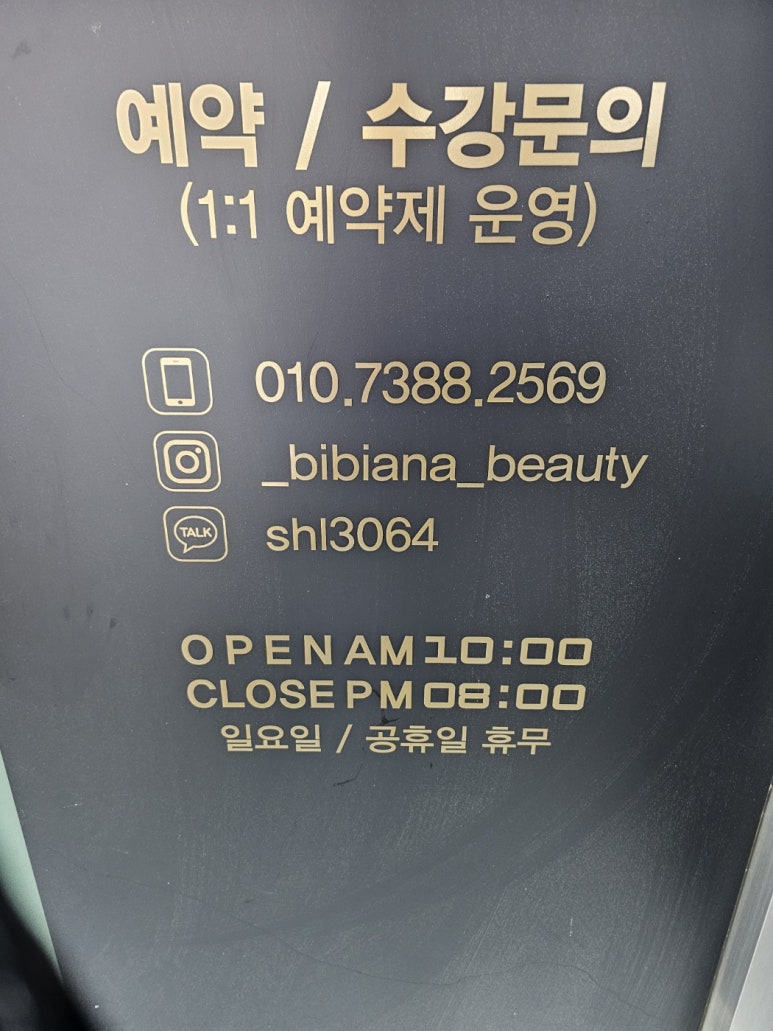 예약 / 수강문의
(1:1 예약제 운영)
010.7388.2569
_bibiana_beauty
TALK shl3064
OPEN AM 10:00
CLOSE PM 08:00
일요일 / 공휴일 휴무